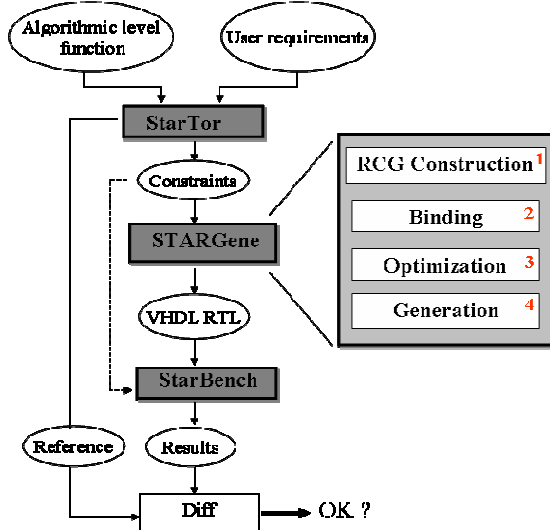 Algorithmic level
function
User requirements
StarTor
Constraints
STARGene
VHDL RTL
StarBench
Reference
Results
Diff
OK ?
RCG Construction 1
Binding 2
Optimization 3
Generation 4